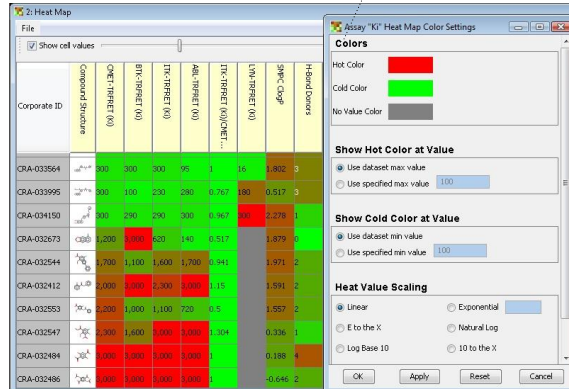 2: Heat Map
File
Show cell values
Corporate ID
Compound Structure
CMET-TRFRET (Ki)
BTK-TRFRET (Ki)
ITK-TRFRET (Ki)
ABL-TRFRET (Ki)
ITK-TRFRET (Ki)/CMET...
LYN-TRFRET (Ki)
SMPC ClogP
H-Bond Donors
CRA-033564 300 300 300 95 1 16 1.802 3
CRA-033995 300 100 230 280 0.767 180 0.517 3
CRA-034150 300 290 290 300 0.967 300 2.278 1
CRA-032673 1,200 3,000 620 140 0.517 1.879 0
CRA-032544 1,700 1,100 1,600 1,700 0.941 1.971 2
CRA-032412 2,000 3,000 2,300 3,000 1.15 1.591 2
CRA-032553 2,200 1,000 1,100 720 0.5 1.557 2
CRA-032547 2,300 1,600 3,000 3,000 1.304 0.336 1
CRA-032484 3,000 3,000 3,000 3,000 1 0.188 4
CRA-032486 3,000 3,000 3,000 3,000 1 -0.646 2
Assay "Ki" Heat Map Color Settings
Colors
Hot Color
Cold Color
No Value Color
Show Hot Color at Value
Use dataset max value
Use specified max value 100
Show Cold Color at Value
Use dataset min value
Use specified min value 100
Heat Value Scaling
Linear Exponential
E to the X Natural Log
Log Base 10 10 to the X
OK Apply Reset Cancel